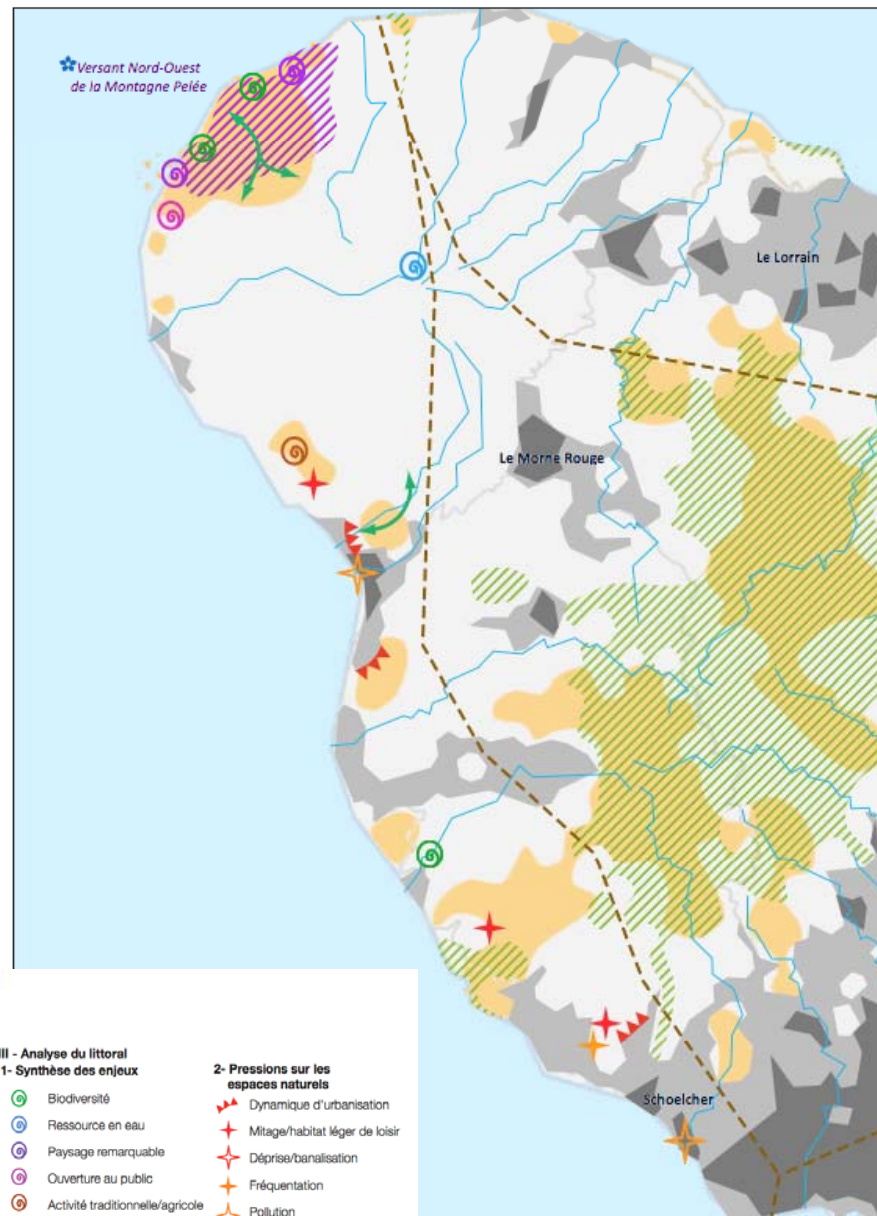 Versant Nord-Ouest
de la Montagne Pelée
Le Lorrain
Le Morne Rouge
Schoelcher
III - Analyse du littoral
1- Synthèse des enjeux
Biodiversité
Ressource en eau
Paysage remarquable
Ouverture au public
Activité traditionnelle/agricole
2- Pressions sur les
espaces naturels
Dynamique d'urbanisation
Mitage/habitat léger de loisir
Déprise/banalisation
Fréquentation
Pollution